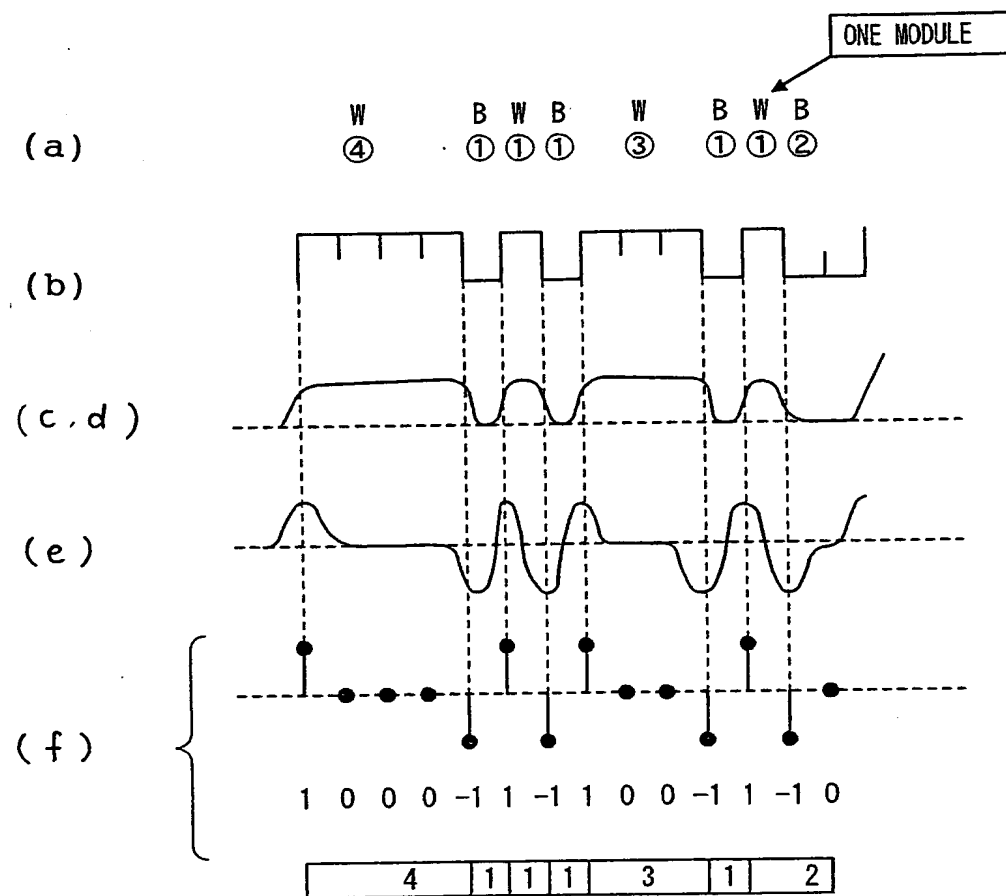 ONE MODULE
W B W B W B W B
(a) ④ ① ① ① ③ ① ① ②
(b)
(c, d)
(e)
(f)
1 0 0 0 -1 1 -1 1 0 0 -1 1 -1 0
4 1 1 1 3 1 2